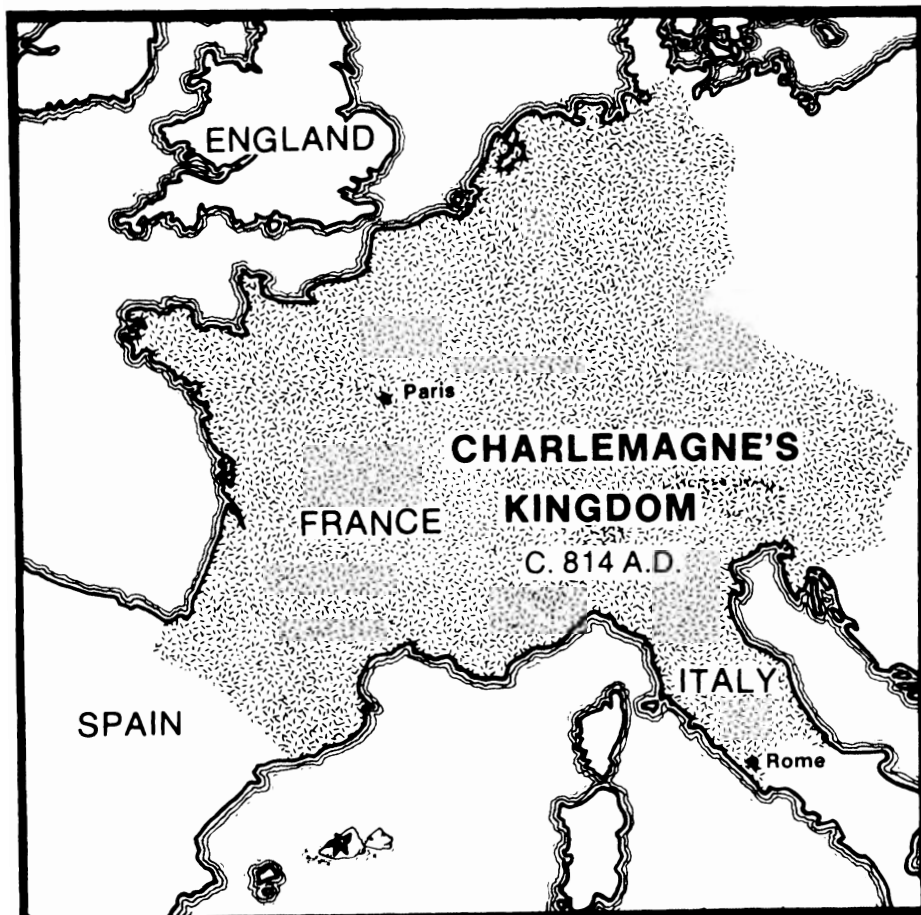 ENGLAND
Paris
CHARLEMAGNE'S
KINGDOM
FRANCE
C. 814 A.D.
ITALY
SPAIN
Rome